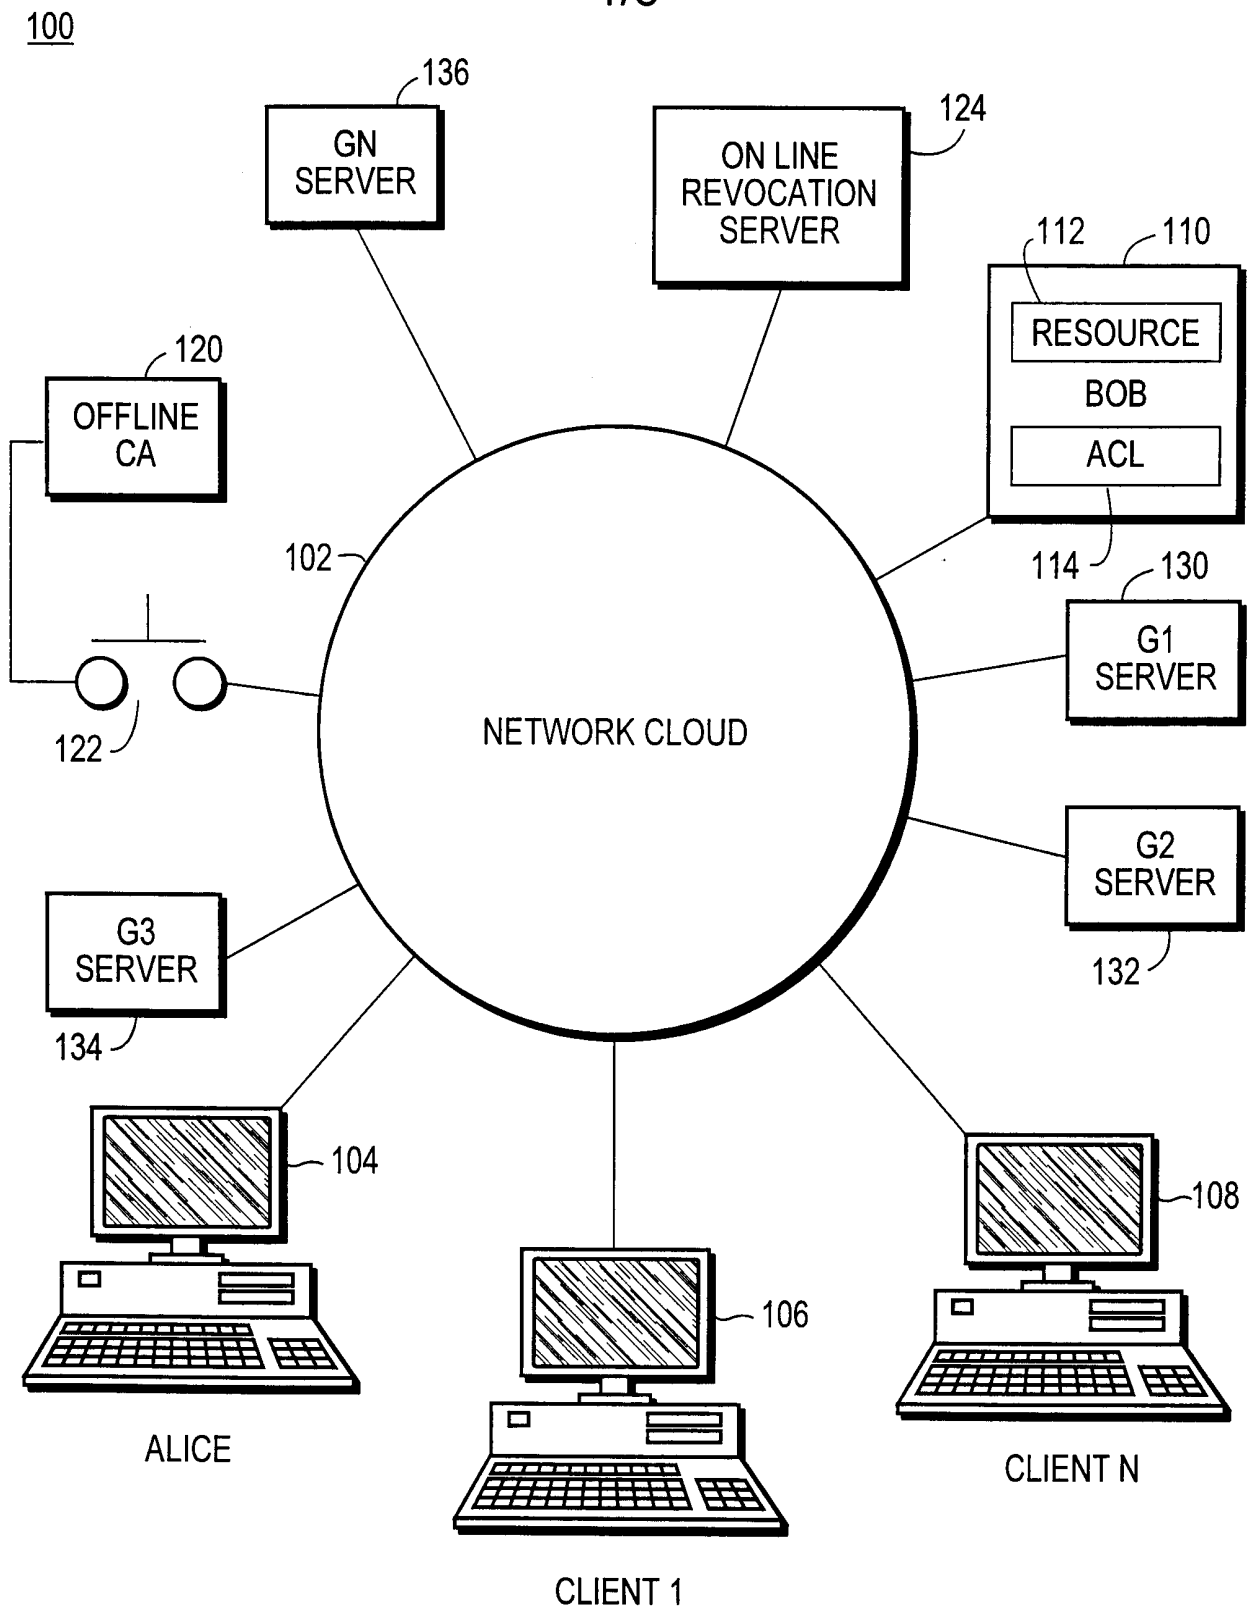 100
136
GN
SERVER
124
ON LINE
REVOCATION
SERVER
112
110
RESOURCE
BOB
ACL
114
120
OFFLINE
CA
102
130
G1
SERVER
122
NETWORK CLOUD
G2
SERVER
132
G3
SERVER
134
104
108
106
ALICE
CLIENT N
CLIENT 1